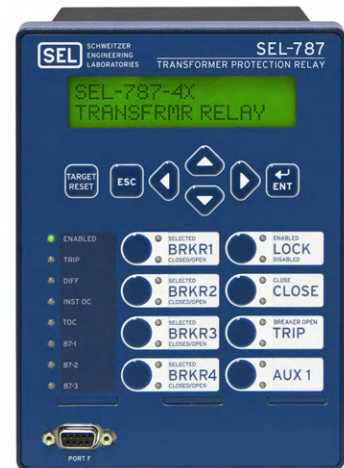 SEL
SCHWEITZER
ENGINEERING
LABORATORIES
SEL-787
TRANSFORMER PROTECTION RELAY
SEL-787-4X
TRANSFRMR RELAY
TARGET
RESET
ESC
ENT
ENABLED
TRIP
DIFF
INST OC
TOC
87-1
87-2
87-3
SELECTED
BRKR1
CLOSED/OPEN
ENABLED
LOCK
DISABLED
SELECTED
BRKR2
CLOSED/OPEN
CLOSE
CLOSE
SELECTED
BRKR3
CLOSED/OPEN
BREAKER OPEN
TRIP
SELECTED
BRKR4
CLOSED/OPEN
AUX 1
PORT F